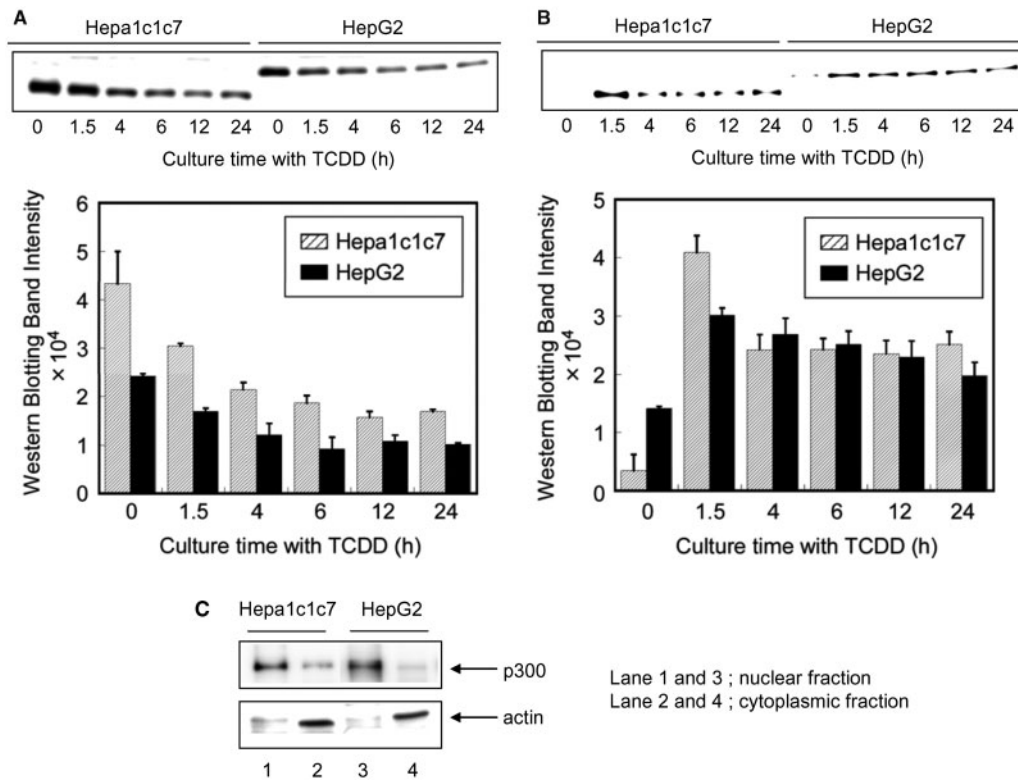 A
Hepa1c1c7 HepG2
0 1.5 4 6 12 24 0 1.5 4 6 12 24
Culture time with TCDD (h)
Western Blotting Band Intensity
× 10⁴
6
5
4
3
2
1
0
Hepa1c1c7
HepG2
0 1.5 4 6 12 24
Culture time with TCDD (h)
B
Hepa1c1c7 HepG2
0 1.5 4 6 12 24 0 1.5 4 6 12 24
Culture time with TCDD (h)
Western Blotting Band Intensity
× 10⁴
5
4
3
2
1
0
Hepa1c1c7
HepG2
0 1.5 4 6 12 24
Culture time with TCDD (h)
C
Hepa1c1c7 HepG2
p300
actin
1 2 3 4
Lane 1 and 3 ; nuclear fraction
Lane 2 and 4 ; cytoplasmic fraction